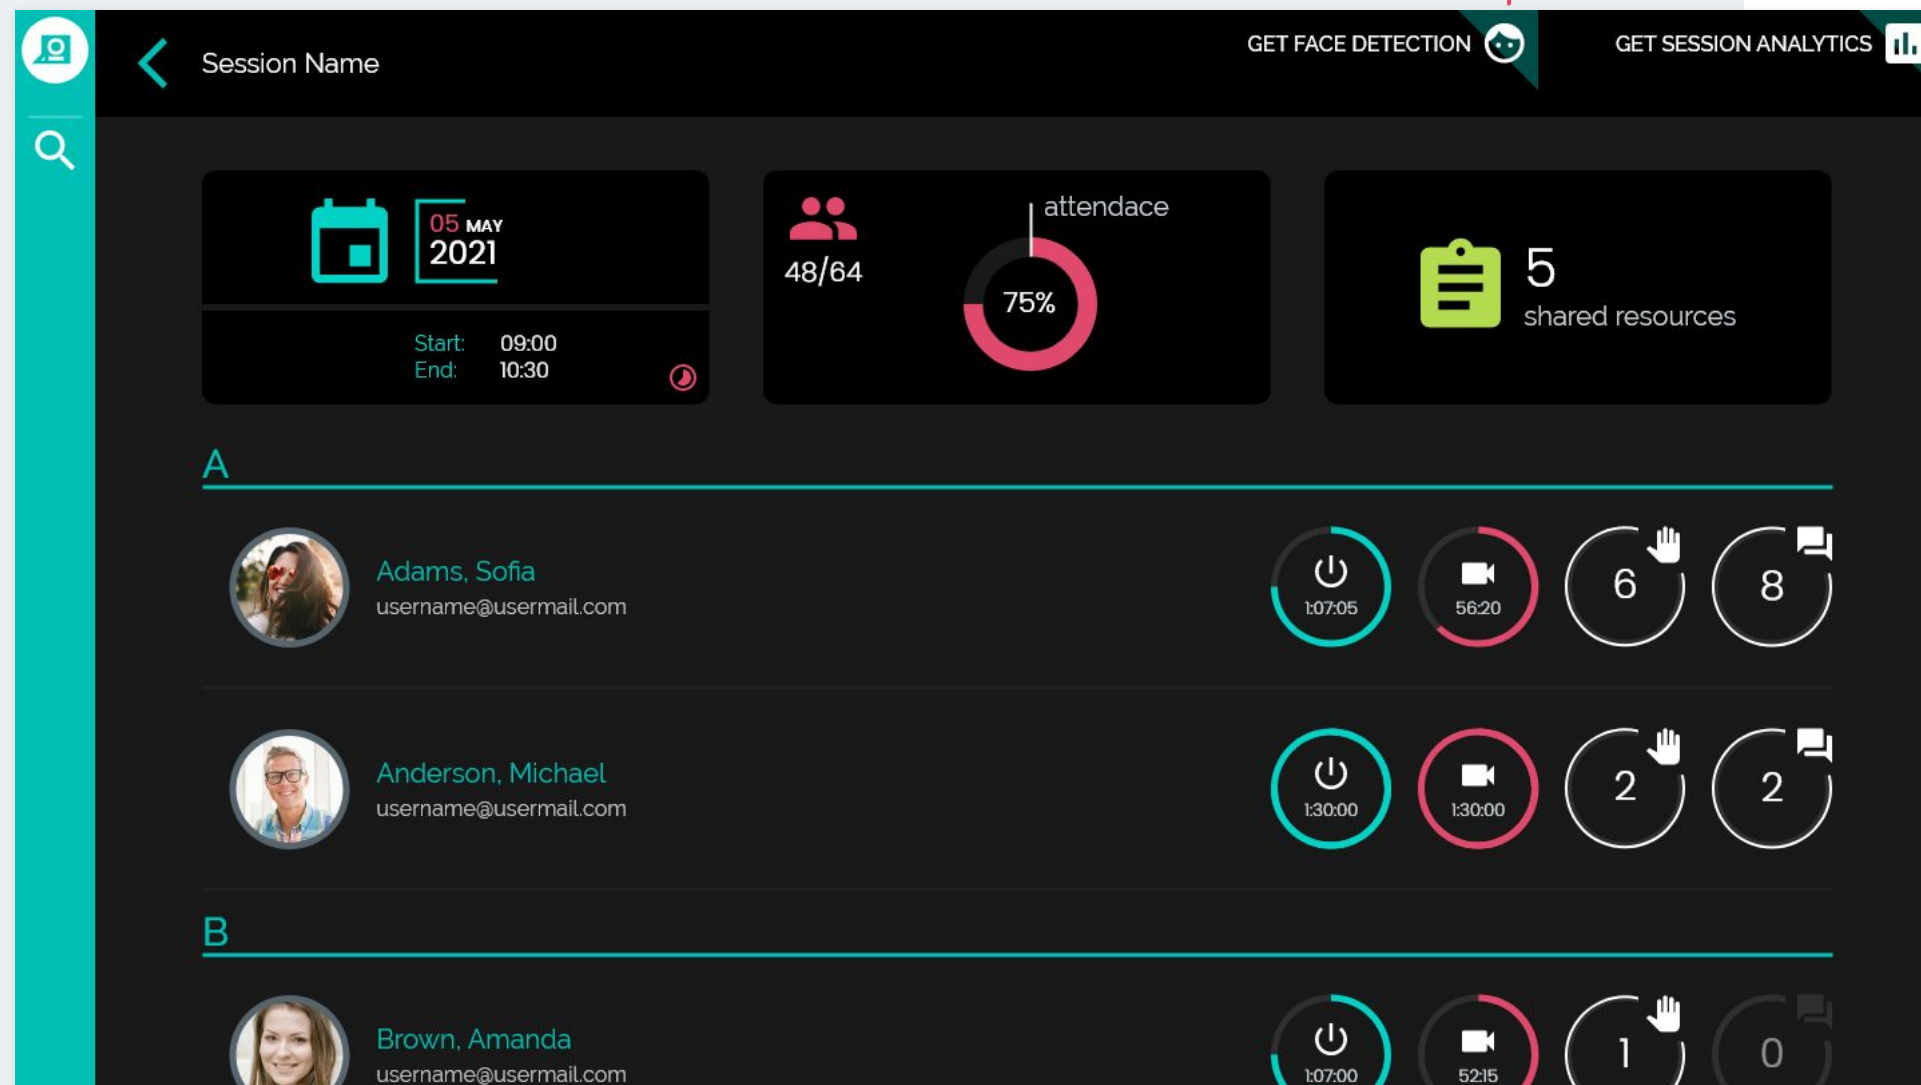 Session Name
GET FACE DETECTION
GET SESSION ANALYTICS
05 MAY
2021
Start: 09:00
End: 10:30
48/64
attendace
75%
5
shared resources
A
Adams, Sofia
username@usermail.com
1:07:05
56:20
6
8
Anderson, Michael
username@usermail.com
1:30:00
1:30:00
2
2
B
Brown, Amanda
username@usermail.com
1:07:00
52:15
1
0